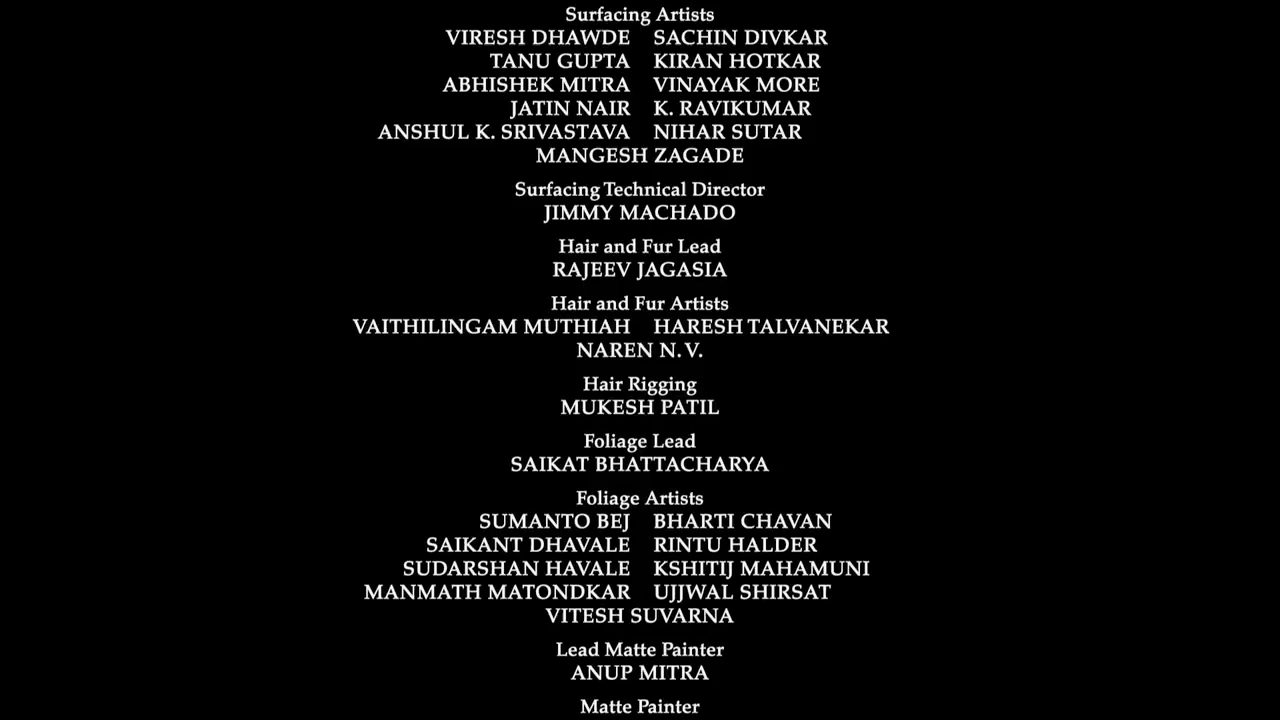 Surfacing Artists
VIRESH DHAWDE SACHIN DIVKAR
TANU GUPTA KIRAN HOTKAR
ABHISHEK MITRA VINAYAK MORE
JATIN NAIR K. RAVIKUMAR
ANSHUL K. SRIVASTAVA NIHAR SUTAR
MANGESH ZAGADE
Surfacing Technical Director
JIMMY MACHADO
Hair and Fur Lead
RAJEEV JAGASIA
Hair and Fur Artists
VAITHILINGAM MUTHIAH HARESH TALVANEKAR
NAREN N.V.
Hair Rigging
MUKESH PATIL
Foliage Lead
SAIKAT BHATTACHARYA
Foliage Artists
SUMANTO BEJ BHARTI CHAVAN
SAIKANT DHAVALE RINTU HALDER
SUDARSHAN HAVALE KSHITIJ MAHAMUNI
MANMATH MATONDKAR UJJWAL SHIRSAT
VITESH SUVARNA
Lead Matte Painter
ANUP MITRA
Matte Painter